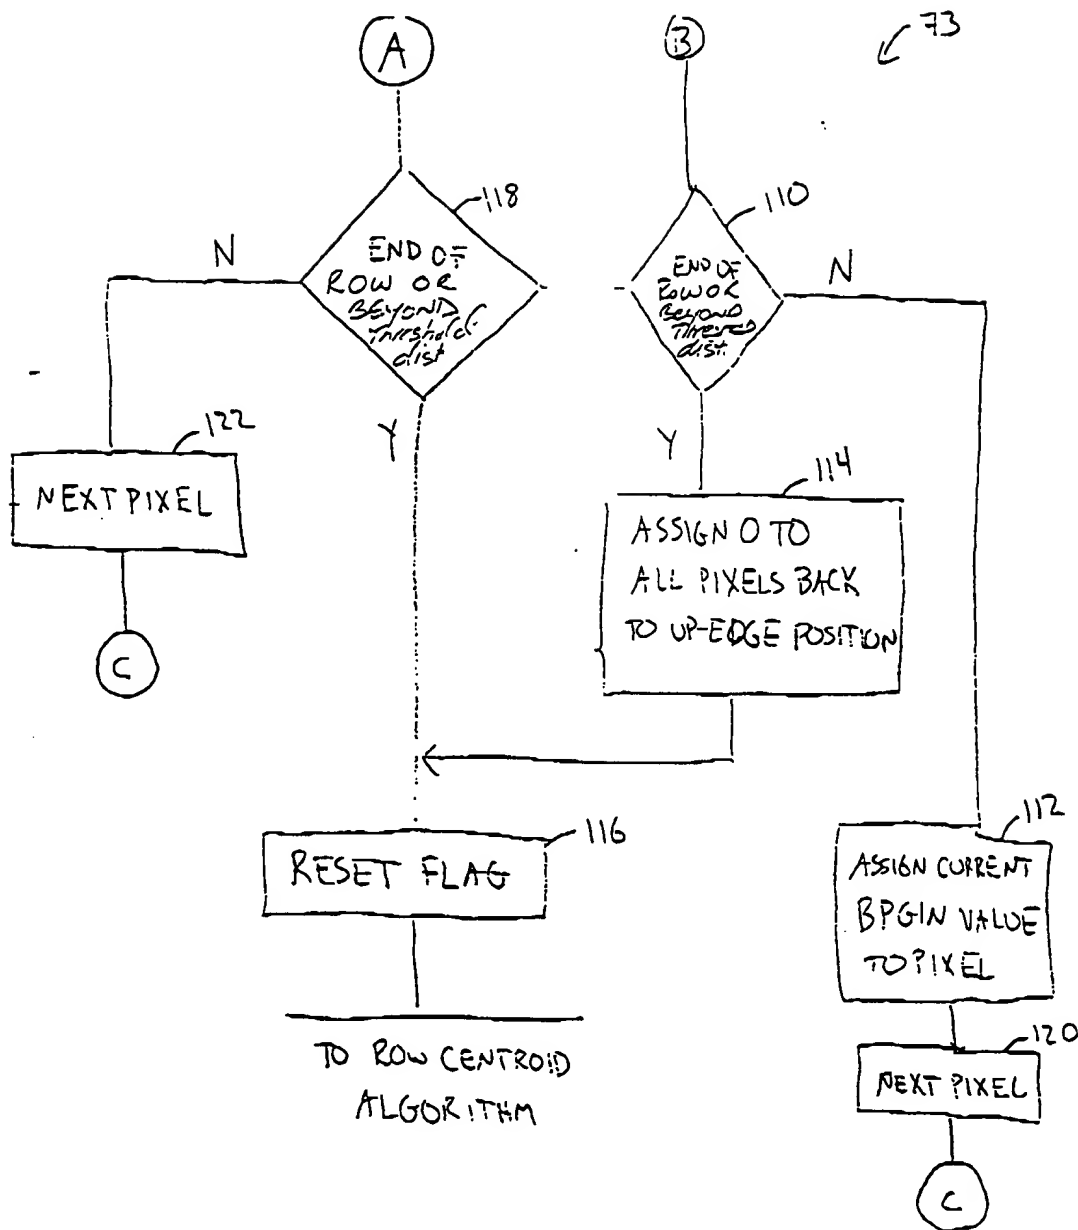 A
B
73
118
END OF
ROW OR
BEYOND
Threshold
dist
N
Y
110
END OF
ROW OR
BEYOND
dist.
N
Y
122
NEXT PIXEL
C
114
ASSIGN 0 TO
ALL PIXELS BACK
TO UP-EDGE POSITION
116
RESET FLAG
TO ROW CENTROID
ALGORITHM
112
ASSIGN CURRENT
BPGIN VALUE
TO PIXEL
120
NEXT PIXEL
C